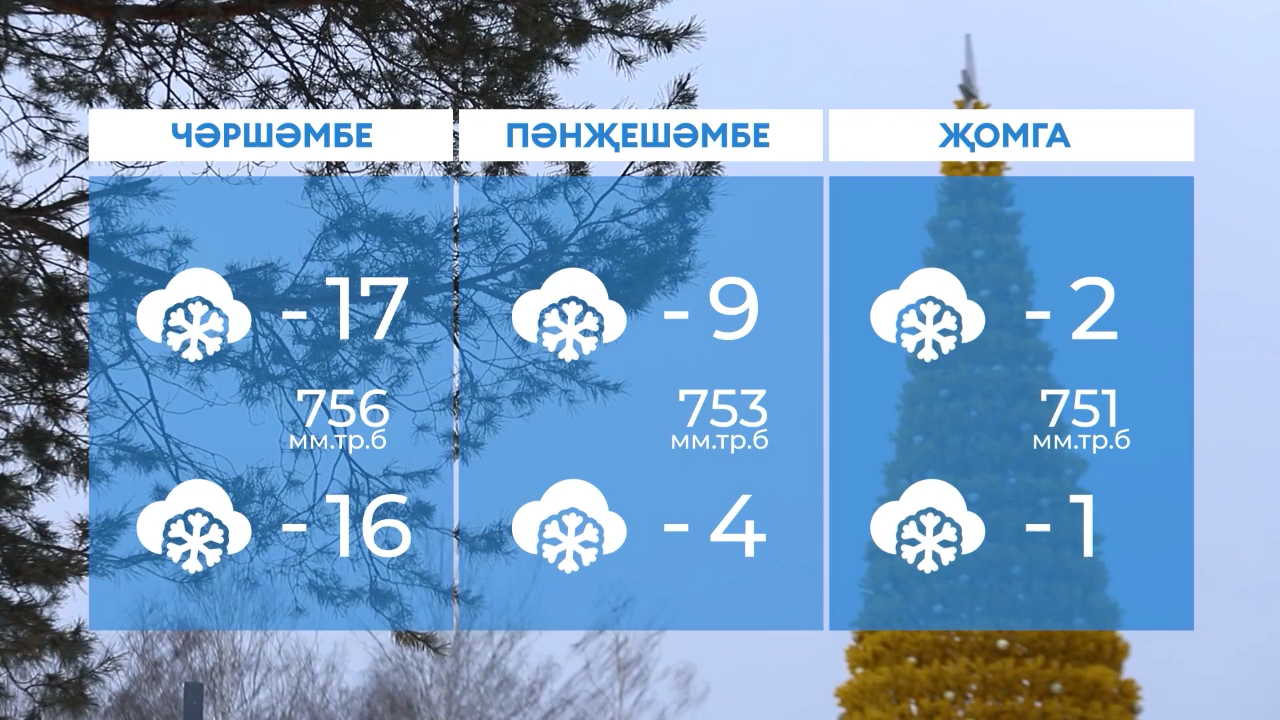 ЧӘРШӘМБЕ ПӘНҖЕШӘМБЕ ҖОМГА
- 17 - 9 - 2
756 753 751
мм.тр.б мм.тр.б мм.тр.б
- 16 - 4 - 1